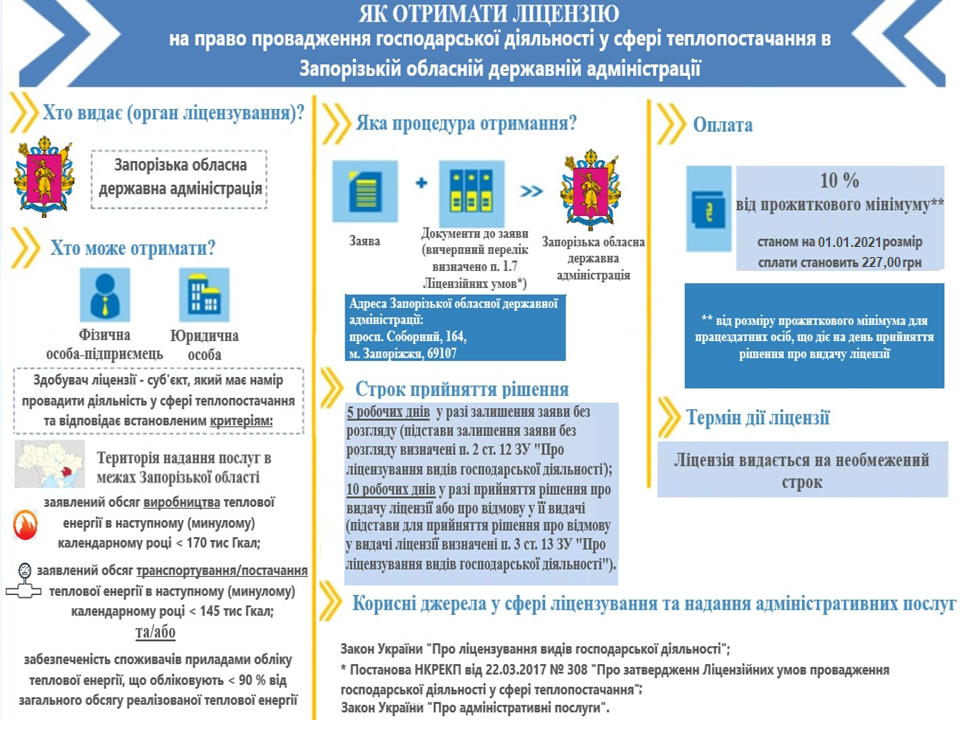 ЯК ОТРИМАТИ ЛІЦЕНЗІЮ
на право провадження господарської діяльності у сфері теплопостачання в
Запорізькій обласній державній адміністрації
Хто видає (орган ліцензування)?
Запорізька обласна
державна адміністрація
Хто може отримати?
Фізична
особа-підприємець
Юридична
особа
Здобувач ліцензії - суб'єкт, який має намір
провадити діяльність у сфері теплопостачання
та відповідає встановленим критеріям:
Територія надання послуг в
межах Запорізької області
заявлений обсяг виробництва теплової
енергії в наступному (минулому)
календарному році < 170 тис Гкал;
заявлений обсяг транспортування/постачання
теплової енергії в наступному (минулому)
календарному році < 145 тис Гкал;
та/або
забезпеченість споживачів приладами обліку
теплової енергії, що обліковують < 90 % від
загального обсягу реалізованої теплової енергії
Яка процедура отримання?
Заява
+
Документи до заяви
(вичерпний перелік
визначено п. 1.7
Ліцензійних умов*)
Запорізька обласна
державна
адміністрація
Адреса Запорізької обласної державної
адміністрації:
просп. Соборний, 164,
м. Запоріжжя, 69107
Строк прийняття рішення
5 робочих днів у разі залишення заяви без
розгляду (підстави залишення заяви без
розгляду визначені п. 2 ст. 12 ЗУ "Про
ліцензування видів господарської діяльності);
10 робочих днів у разі прийняття рішення про
видачу ліцензії або про відмову у її видачі
(підстави для прийняття рішення про відмову
у видачі ліцензії визначені п. 3 ст. 13 ЗУ "Про
ліцензування видів господарської діяльності").
Оплата
10 %
від прожиткового мінімуму**
станом на 01.01.2021 розмір
сплати становить 227,00 грн
** від розміру прожиткового мінімума для
працездатних осіб, що діє на день прийняття
рішення про видачу ліцензії
Термін дії ліцензії
Ліцензія видається на необмежений
строк
Корисні джерела у сфері ліцензування та надання адміністративних послуг
Закон України "Про ліцензування видів господарської діяльності";
* Постанова НКРЕКП від 22.03.2017 № 308 "Про затвердженн Ліцензійних умов провадження
господарської діяльності у сфері теплопостачання";
Закон України "Про адміністративні послуги".